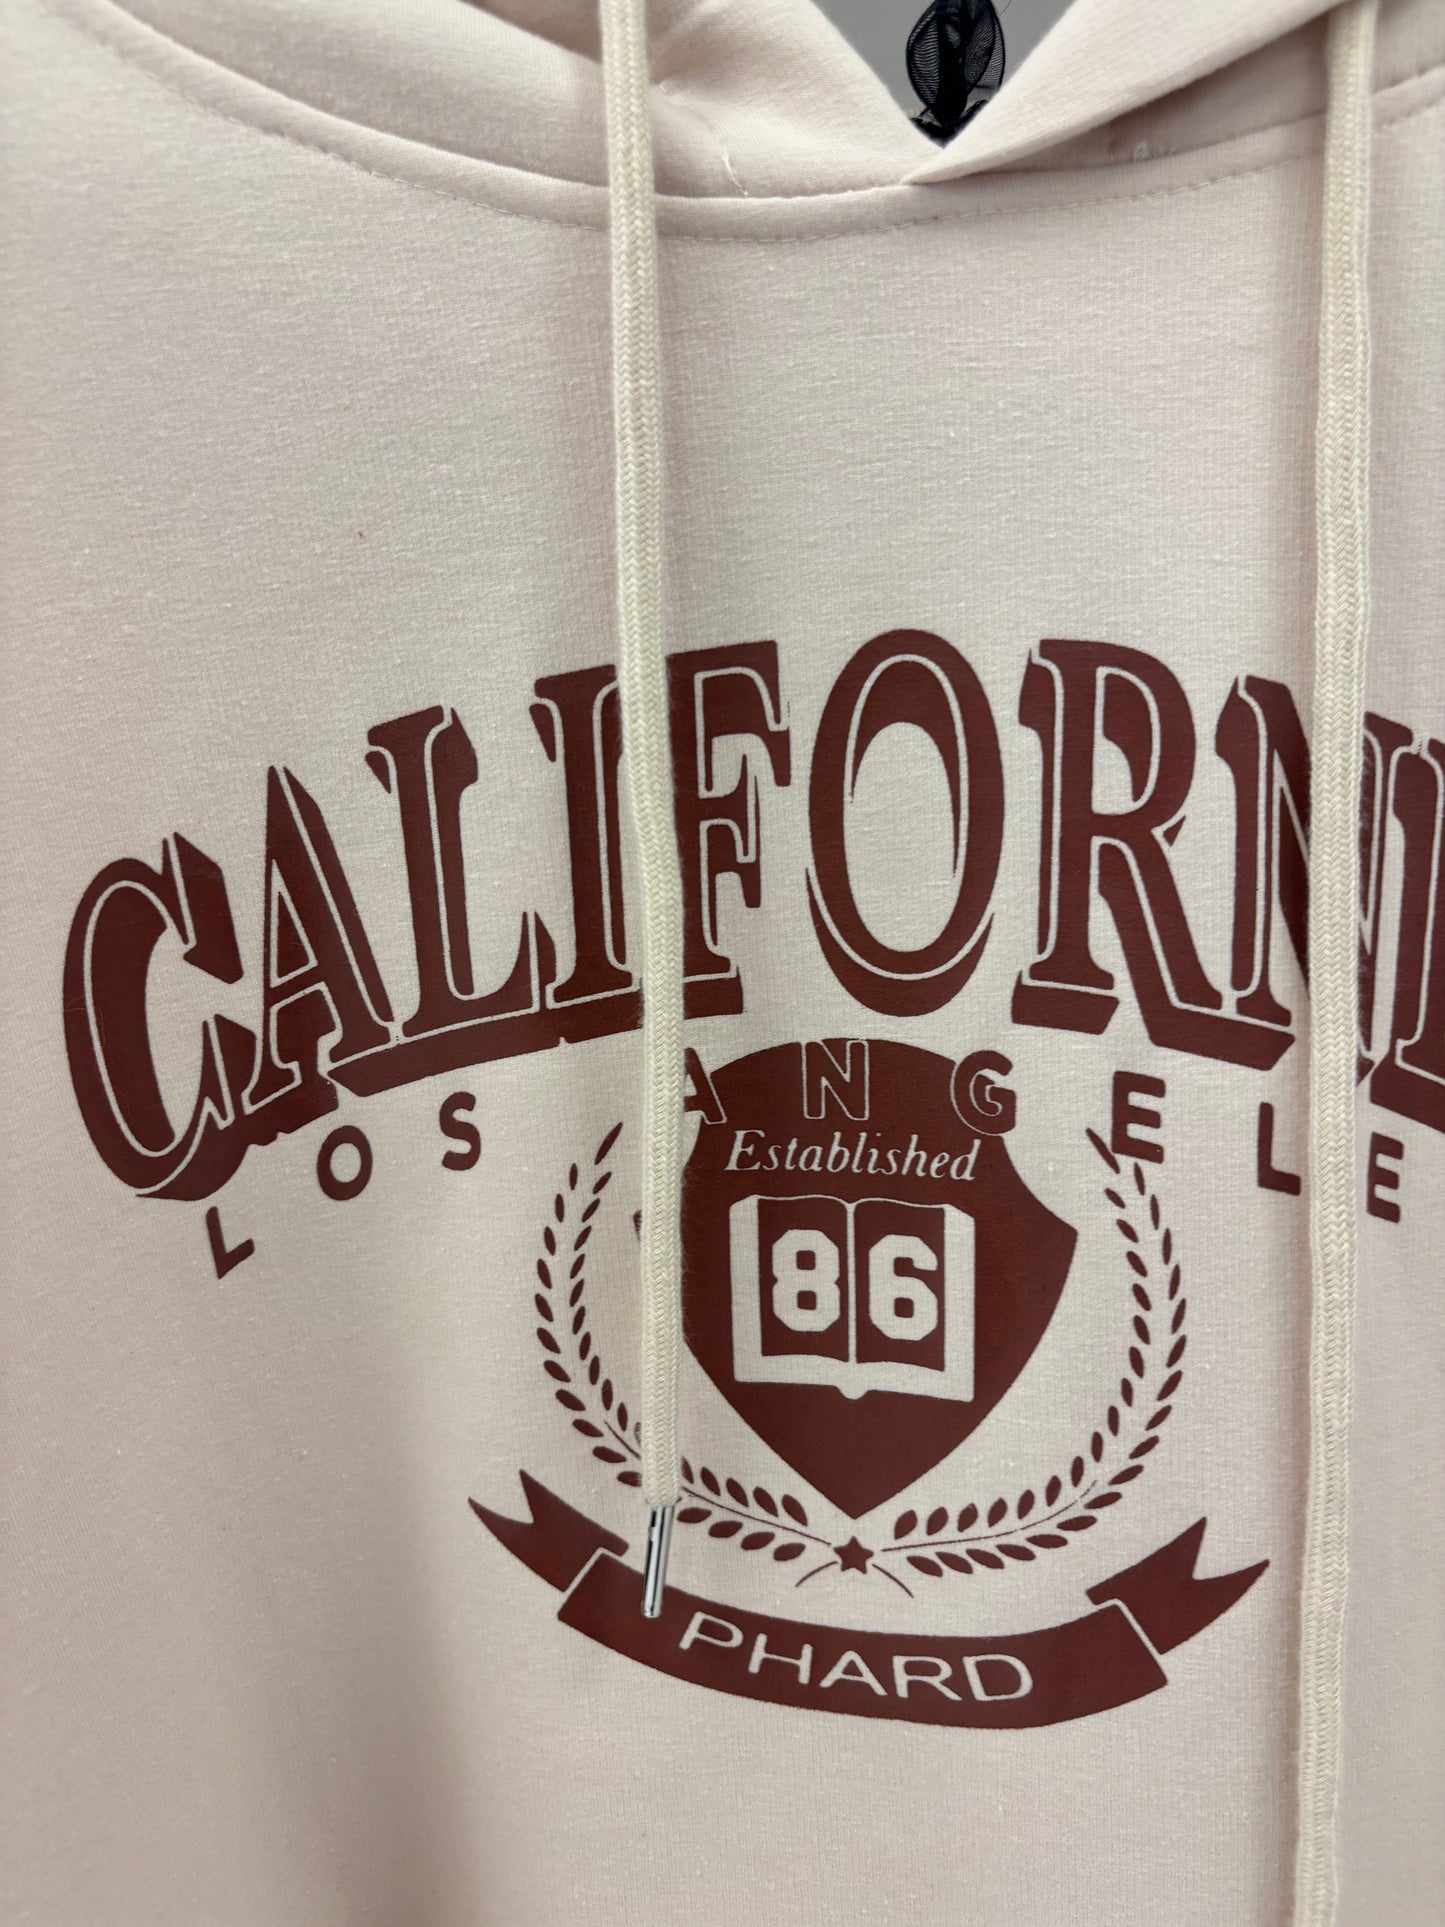 CALIFORNI
LOS ANGELE
Established
86
PHARD